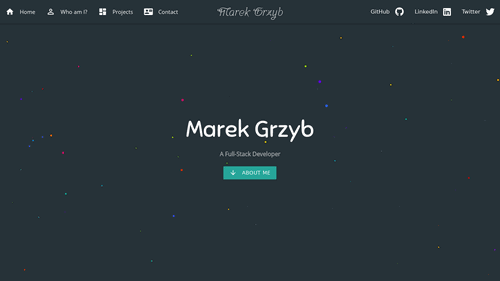 Home
Who am I?
Projects
Contact
Marek Grzyb
GitHub
LinkedIn
Twitter
Marek Grzyb
A Full-Stack Developer
ABOUT ME